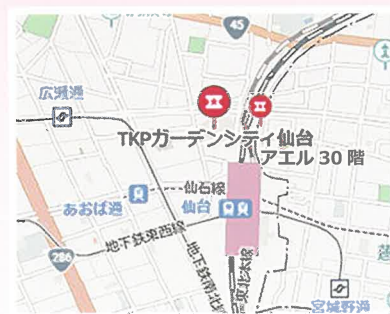 45
広瀬通
TKPガーデンシティ仙台
アエル 30 階
仙石線
あおば通
仙台
地下鉄東西線
286
地下鉄南北線
東北本線
宮城野通